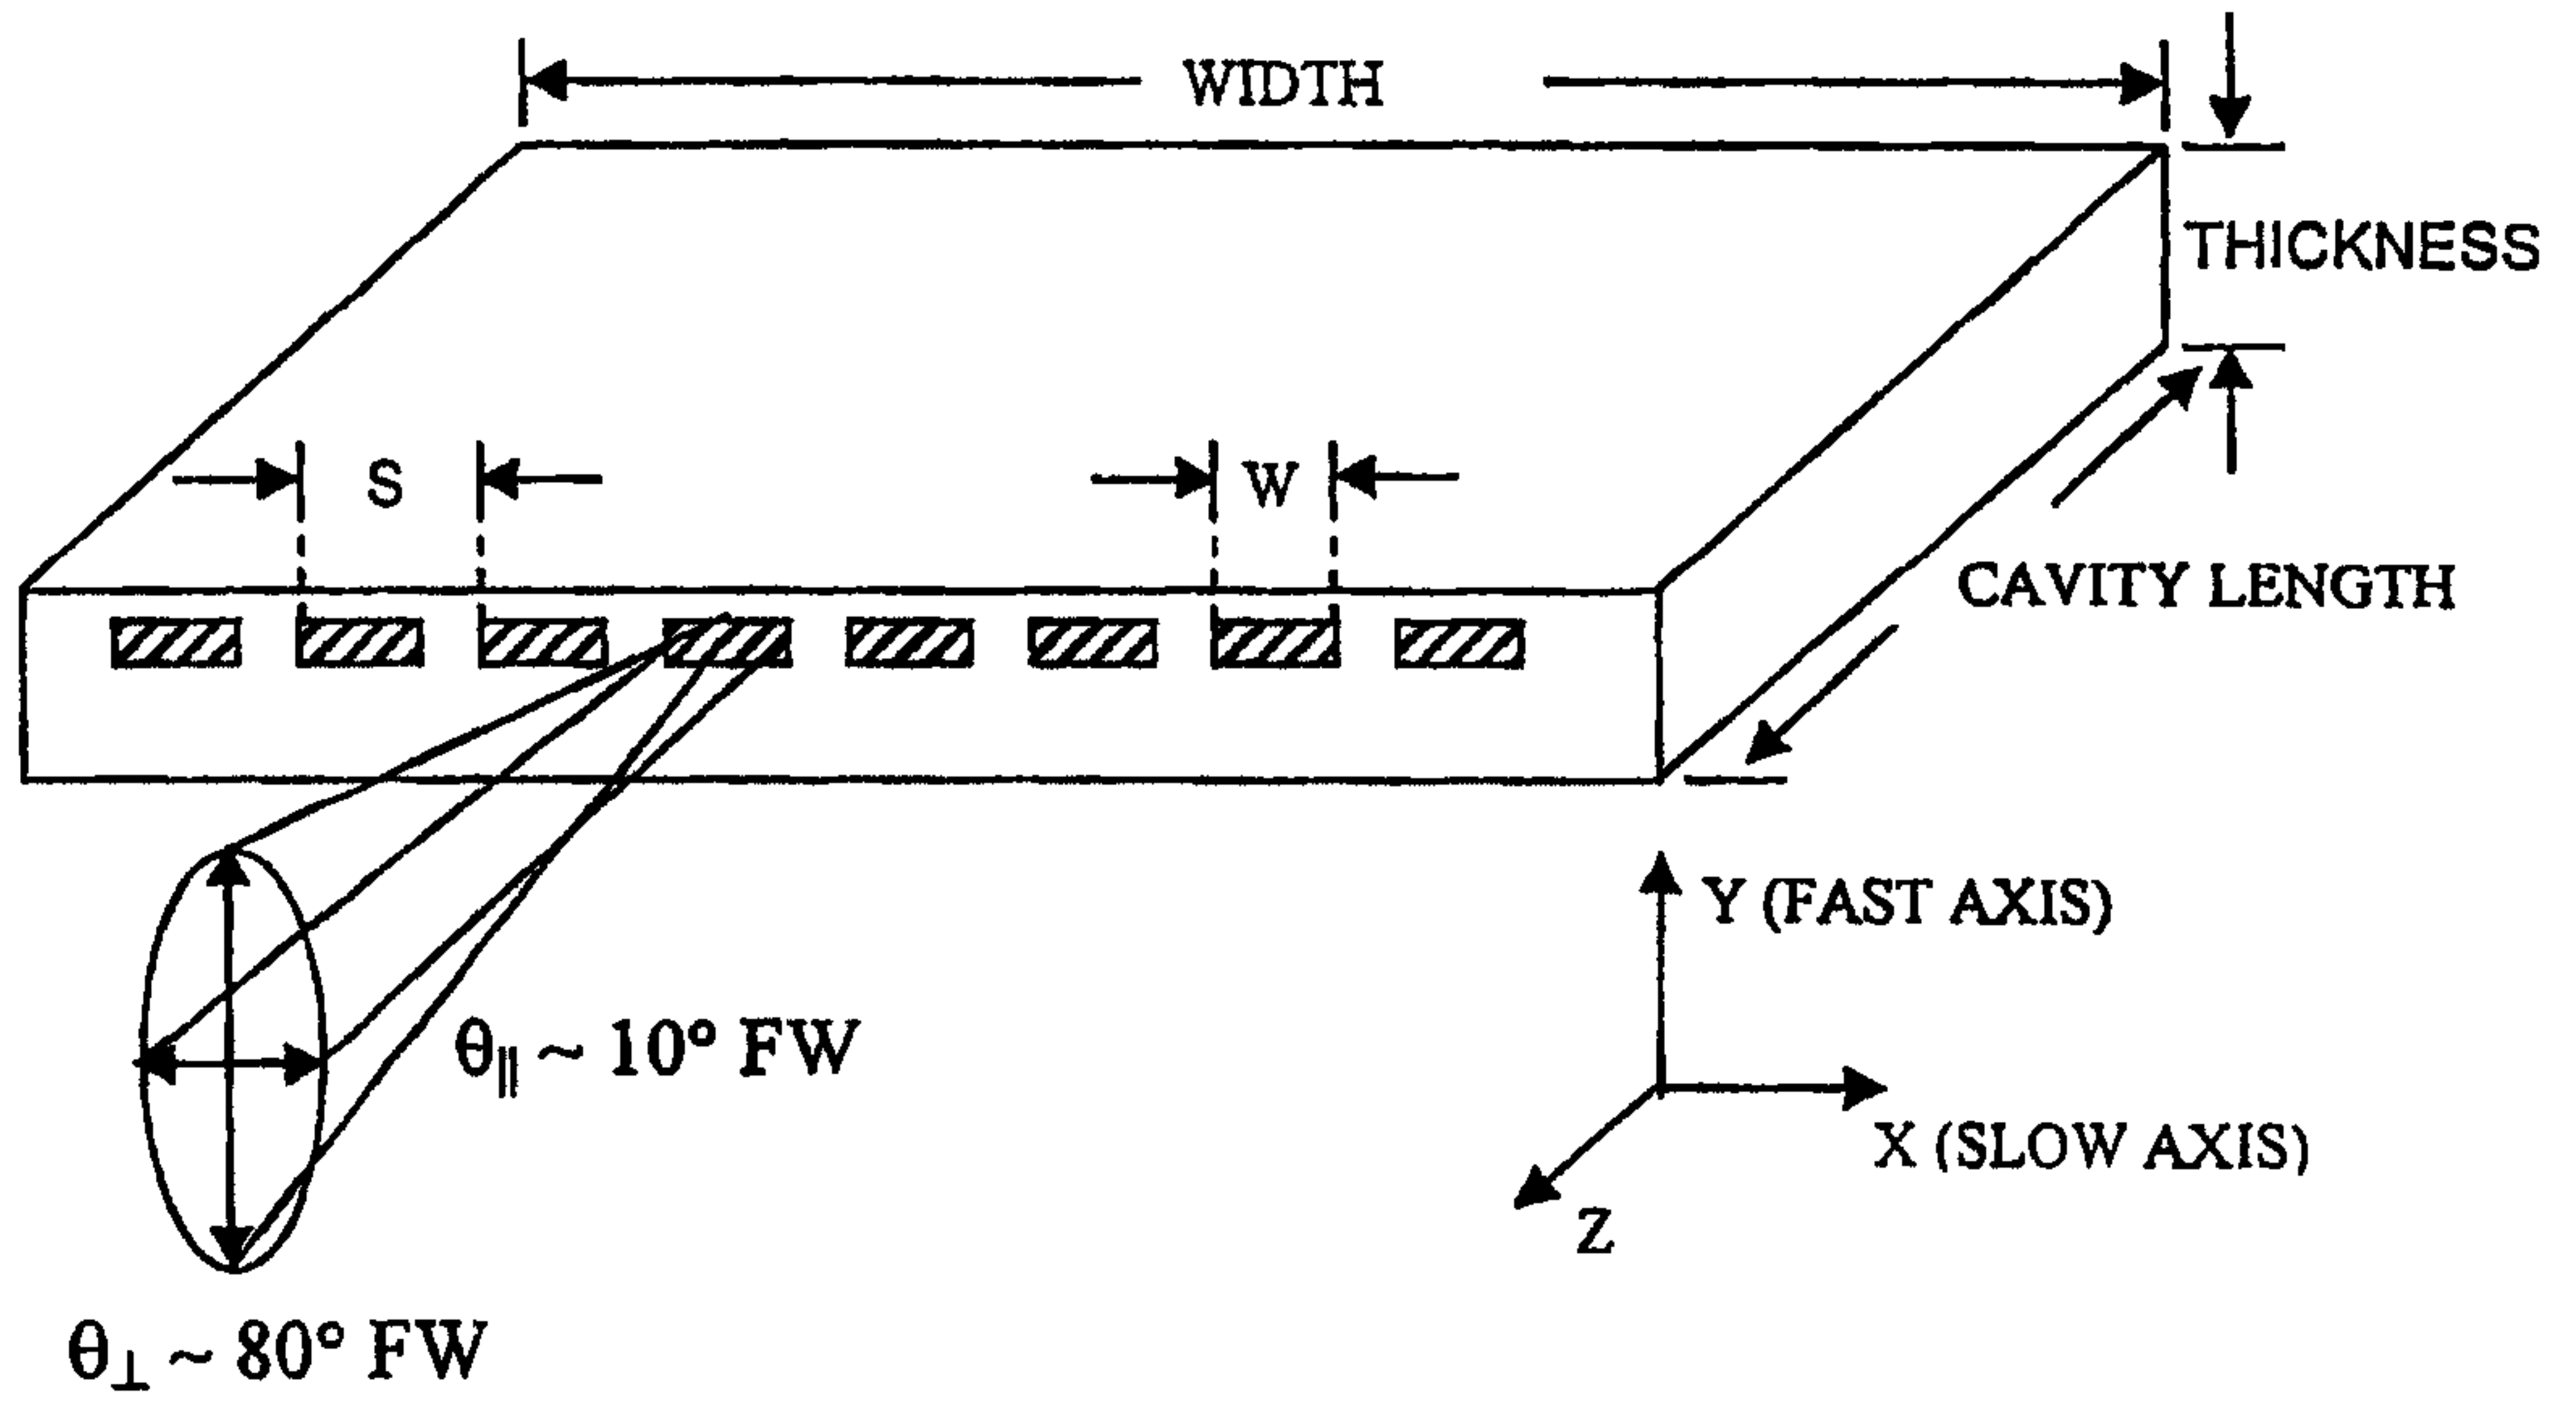 WIDTH
THICKNESS
S
W
CAVITY LENGTH
Y (FAST AXIS)
θ∥ ~ 10° FW
X (SLOW AXIS)
Z
θ⊥ ~ 80° FW